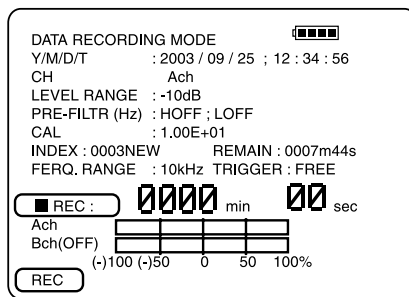 DATA RECORDING MODE
Y/M/D/T : 2003 / 09 / 25 ; 12 : 34 : 56
CH Ach
LEVEL RANGE : -10dB
PRE-FILTR (Hz) : HOFF ; LOFF
CAL : 1.00E+01
INDEX : 0003NEW REMAIN : 0007m44s
FERQ. RANGE : 10kHz TRIGGER : FREE
■ REC : 0000 min 00 sec
Ach
Bch(OFF)
(-)100 (-)50 0 50 100%
REC